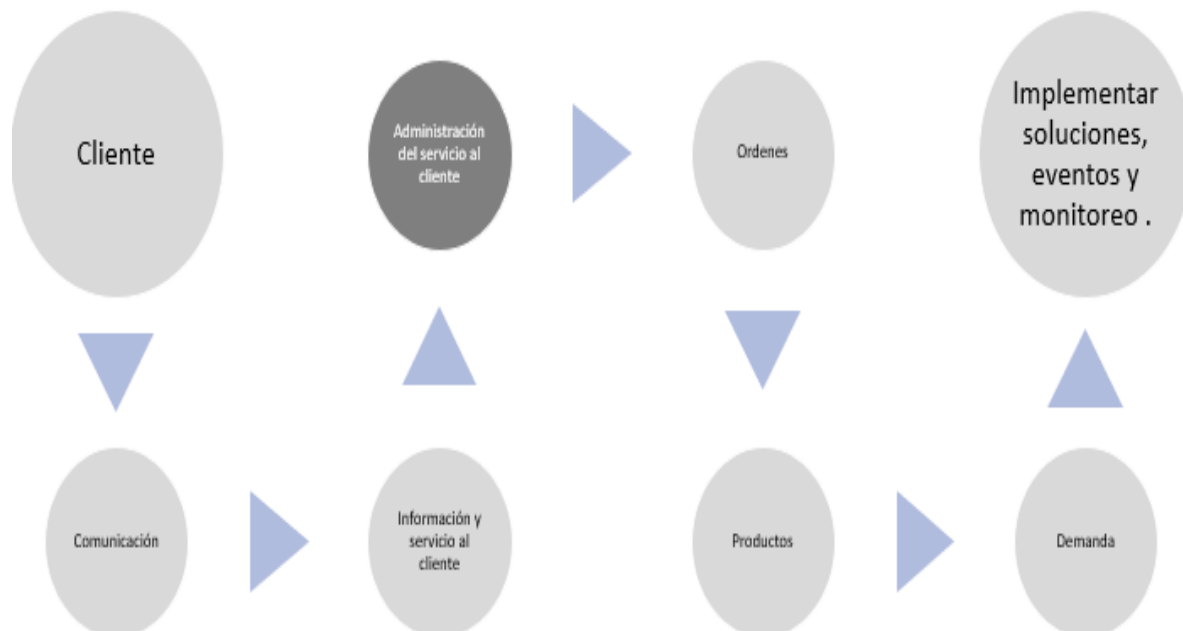 Cliente
Comunicación
Información y
servicio al
cliente
Administración
del servicio al
cliente
Ordenes
Productos
Demanda
Implementar
soluciones,
eventos y
monitoreo .